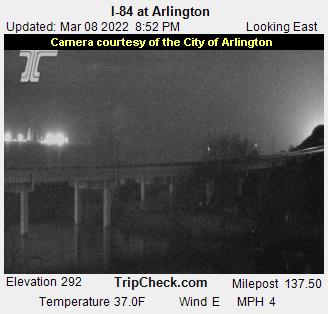 I-84 at Arlington
Updated: Mar 08 2022 8:52 PM Looking East
Camera courtesy of the City of Arlington
Elevation 292 TripCheck.com Milepost 137.50
Temperature 37.0F Wind E MPH 4